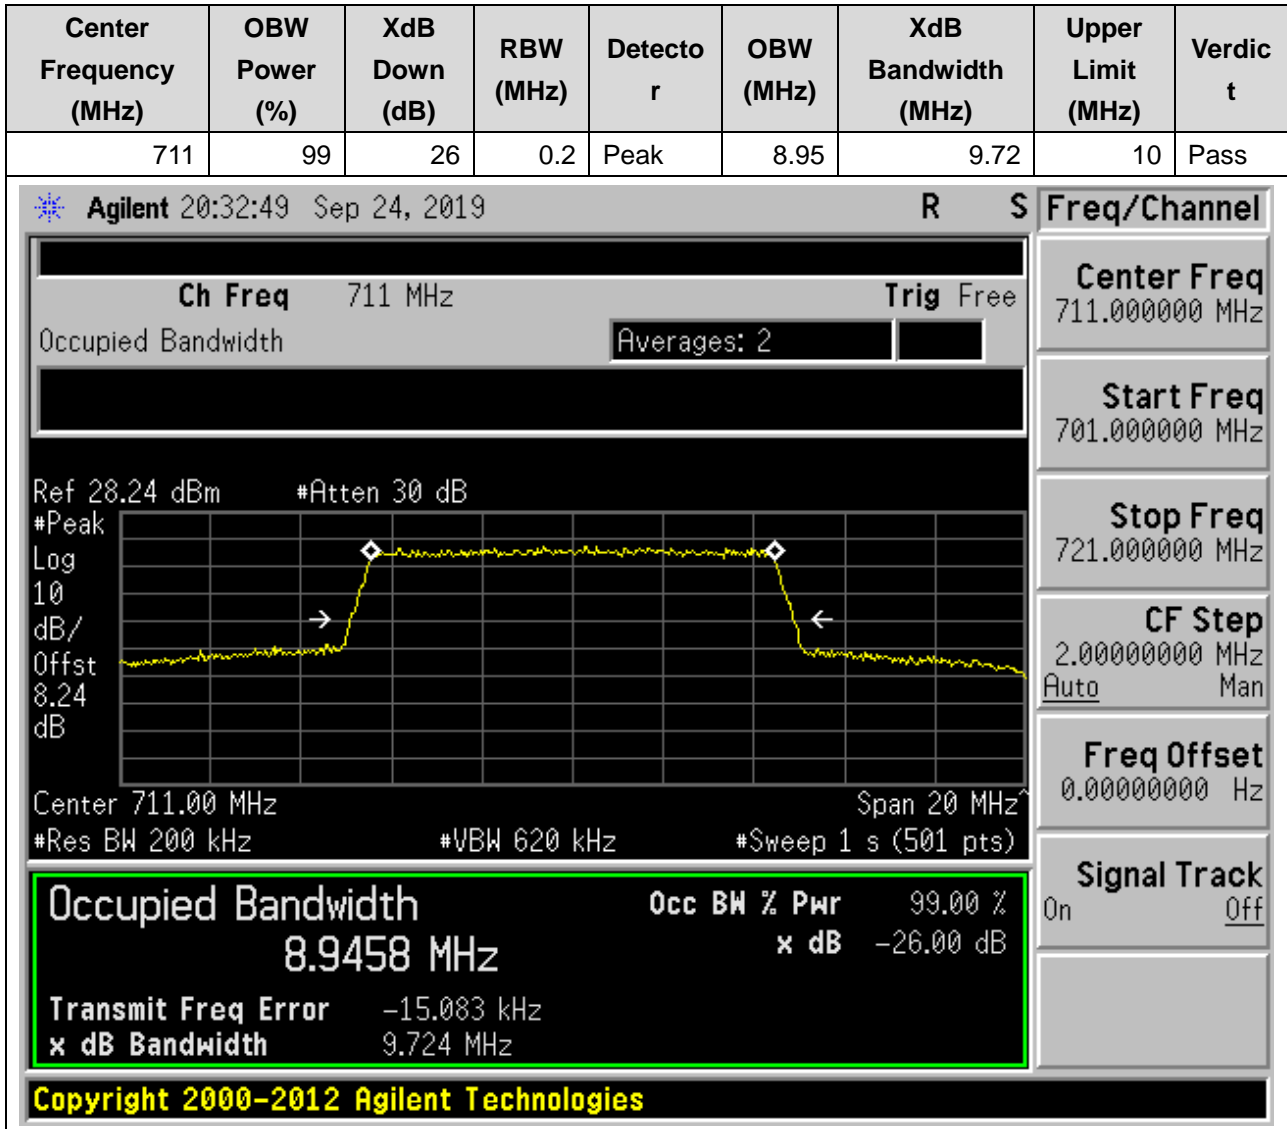 Center Frequency (MHz) OBW Power (%) XdB Down (dB) RBW (MHz) Detector OBW (MHz) XdB Bandwidth (MHz) Upper Limit (MHz) Verdict
711 99 26 0.2 Peak 8.95 9.72 10 Pass
Agilent 20:32:49 Sep 24, 2019 R S
Freq/Channel
Ch Freq 711 MHz Trig Free
Occupied Bandwidth Averages: 2
Ref 28.24 dBm #Atten 30 dB
#Peak
Log
10
dB/
Offst
8.24
dB
Center 711.00 MHz Span 20 MHz^
#Res BW 200 kHz #VBW 620 kHz #Sweep 1 s (501 pts)
Occupied Bandwidth Occ BW % Pwr 99.00 %
8.9458 MHz x dB -26.00 dB
Transmit Freq Error -15.083 kHz
x dB Bandwidth 9.724 MHz
Center Freq
711.000000 MHz
Start Freq
701.000000 MHz
Stop Freq
721.000000 MHz
CF Step
2.00000000 MHz
Auto Man
Freq Offset
0.00000000 Hz
Signal Track
On Off
Copyright 2000-2012 Agilent Technologies